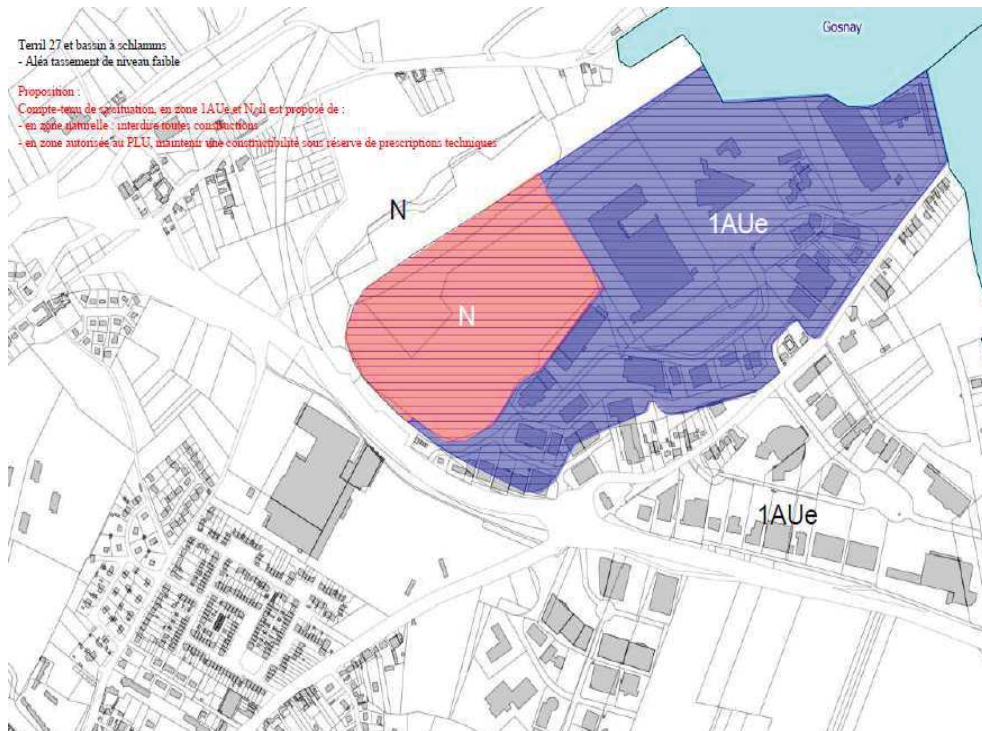 Gosnay
Terril 27 et bassin à schlamms
- Aléa tassement de niveau faible
Proposition :
Compte-tenu de sa situation, en zone 1AUe et N, il est proposé de :
- en zone naturelle : interdire toutes constructions
- en zone autorisée au PLU, maintenir une constructibilité sous réserve de prescriptions techniques
N
1AUe
N
1AUe